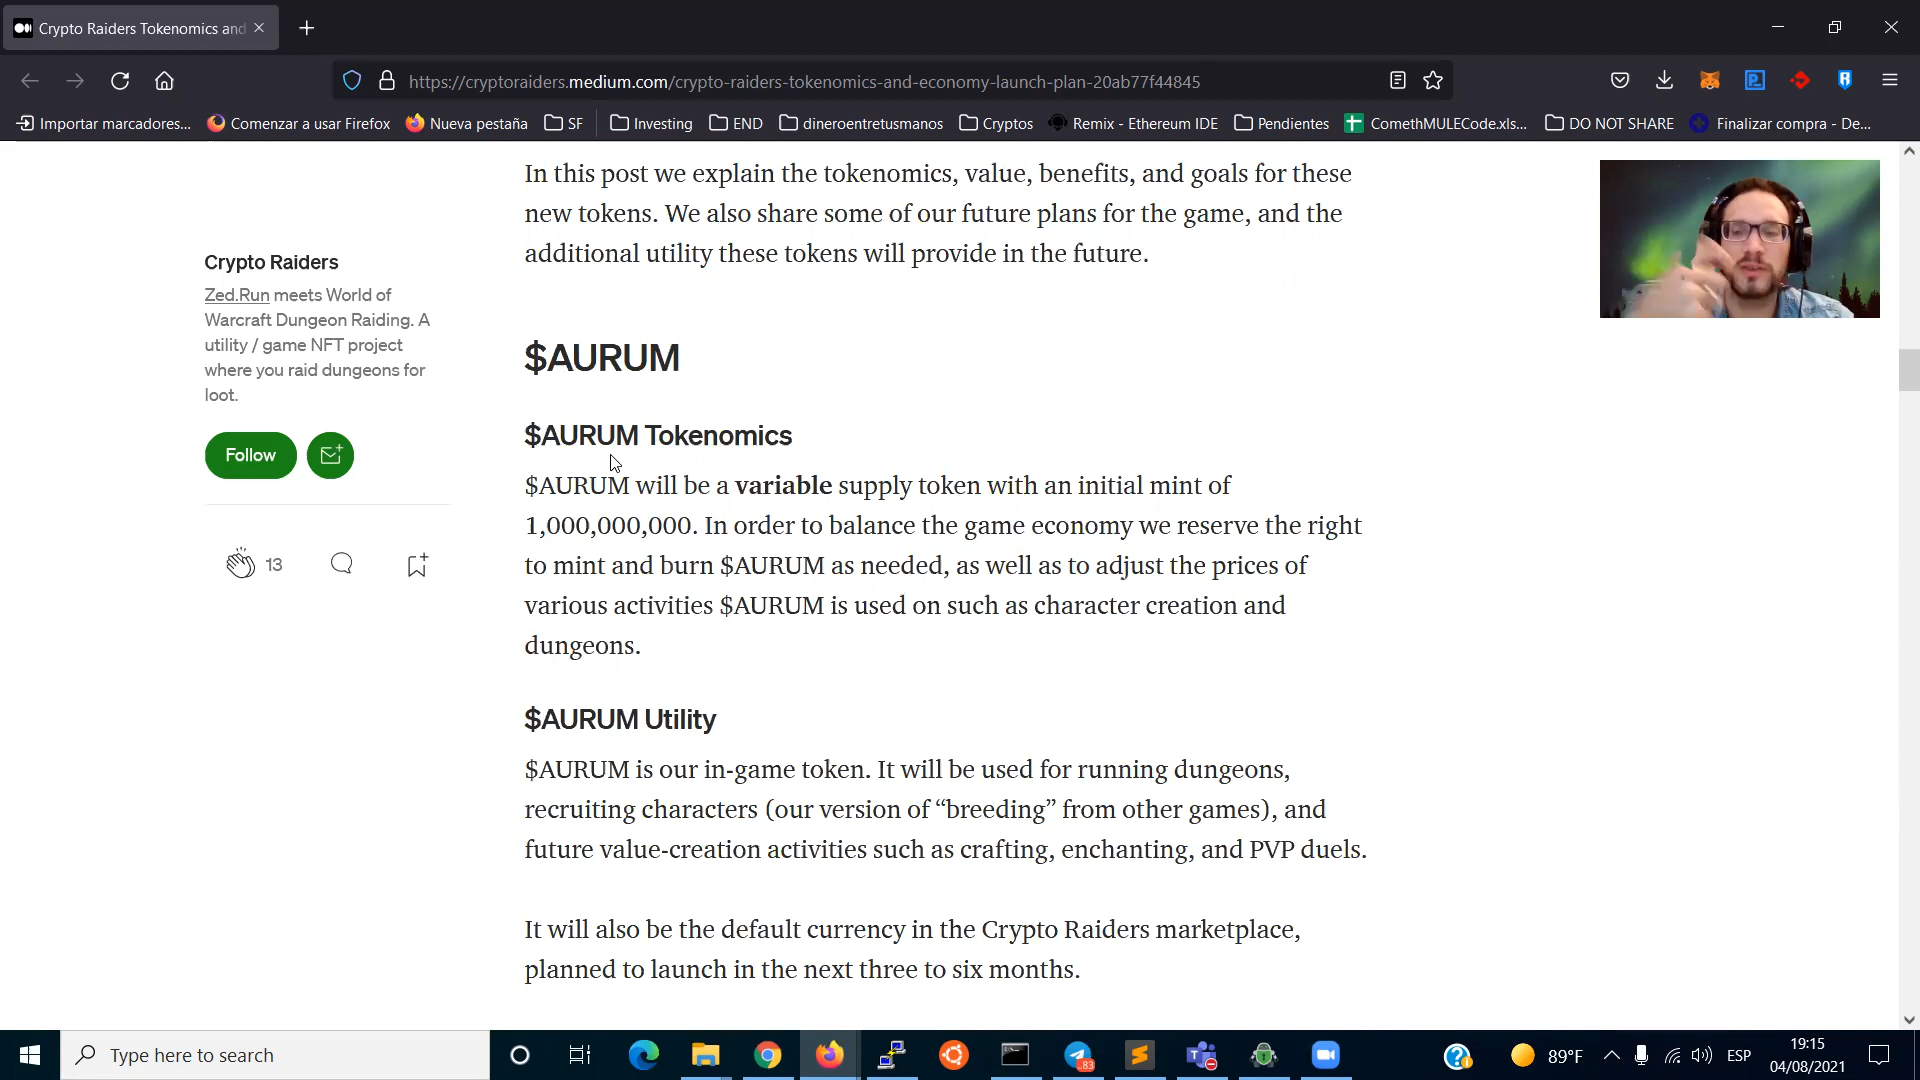 Crypto Raiders Tokenomics and
https://cryptoraiders.medium.com/crypto-raiders-tokenomics-and-economy-launch-plan-20ab77f44845
Importar marcadores... Comenzar a usar Firefox Nueva pestaña SF Investing END dineroentretusmanos Cryptos Remix - Ethereum IDE Pendientes ComethMULECode.xls... DO NOT SHARE Finalizar compra - De...
In this post we explain the tokenomics, value, benefits, and goals for these
new tokens. We also share some of our future plans for the game, and the
additional utility these tokens will provide in the future.
Crypto Raiders
Zed.Run meets World of
Warcraft Dungeon Raiding. A
utility / game NFT project
where you raid dungeons for
loot.
Follow
13
$AURUM
$AURUM Tokenomics
$AURUM will be a variable supply token with an initial mint of
1,000,000,000. In order to balance the game economy we reserve the right
to mint and burn $AURUM as needed, as well as to adjust the prices of
various activities $AURUM is used on such as character creation and
dungeons.
$AURUM Utility
$AURUM is our in-game token. It will be used for running dungeons,
recruiting characters (our version of “breeding” from other games), and
future value-creation activities such as crafting, enchanting, and PVP duels.
It will also be the default currency in the Crypto Raiders marketplace,
planned to launch in the next three to six months.
Type here to search
.83
89°F
ESP
19:15
04/08/2021